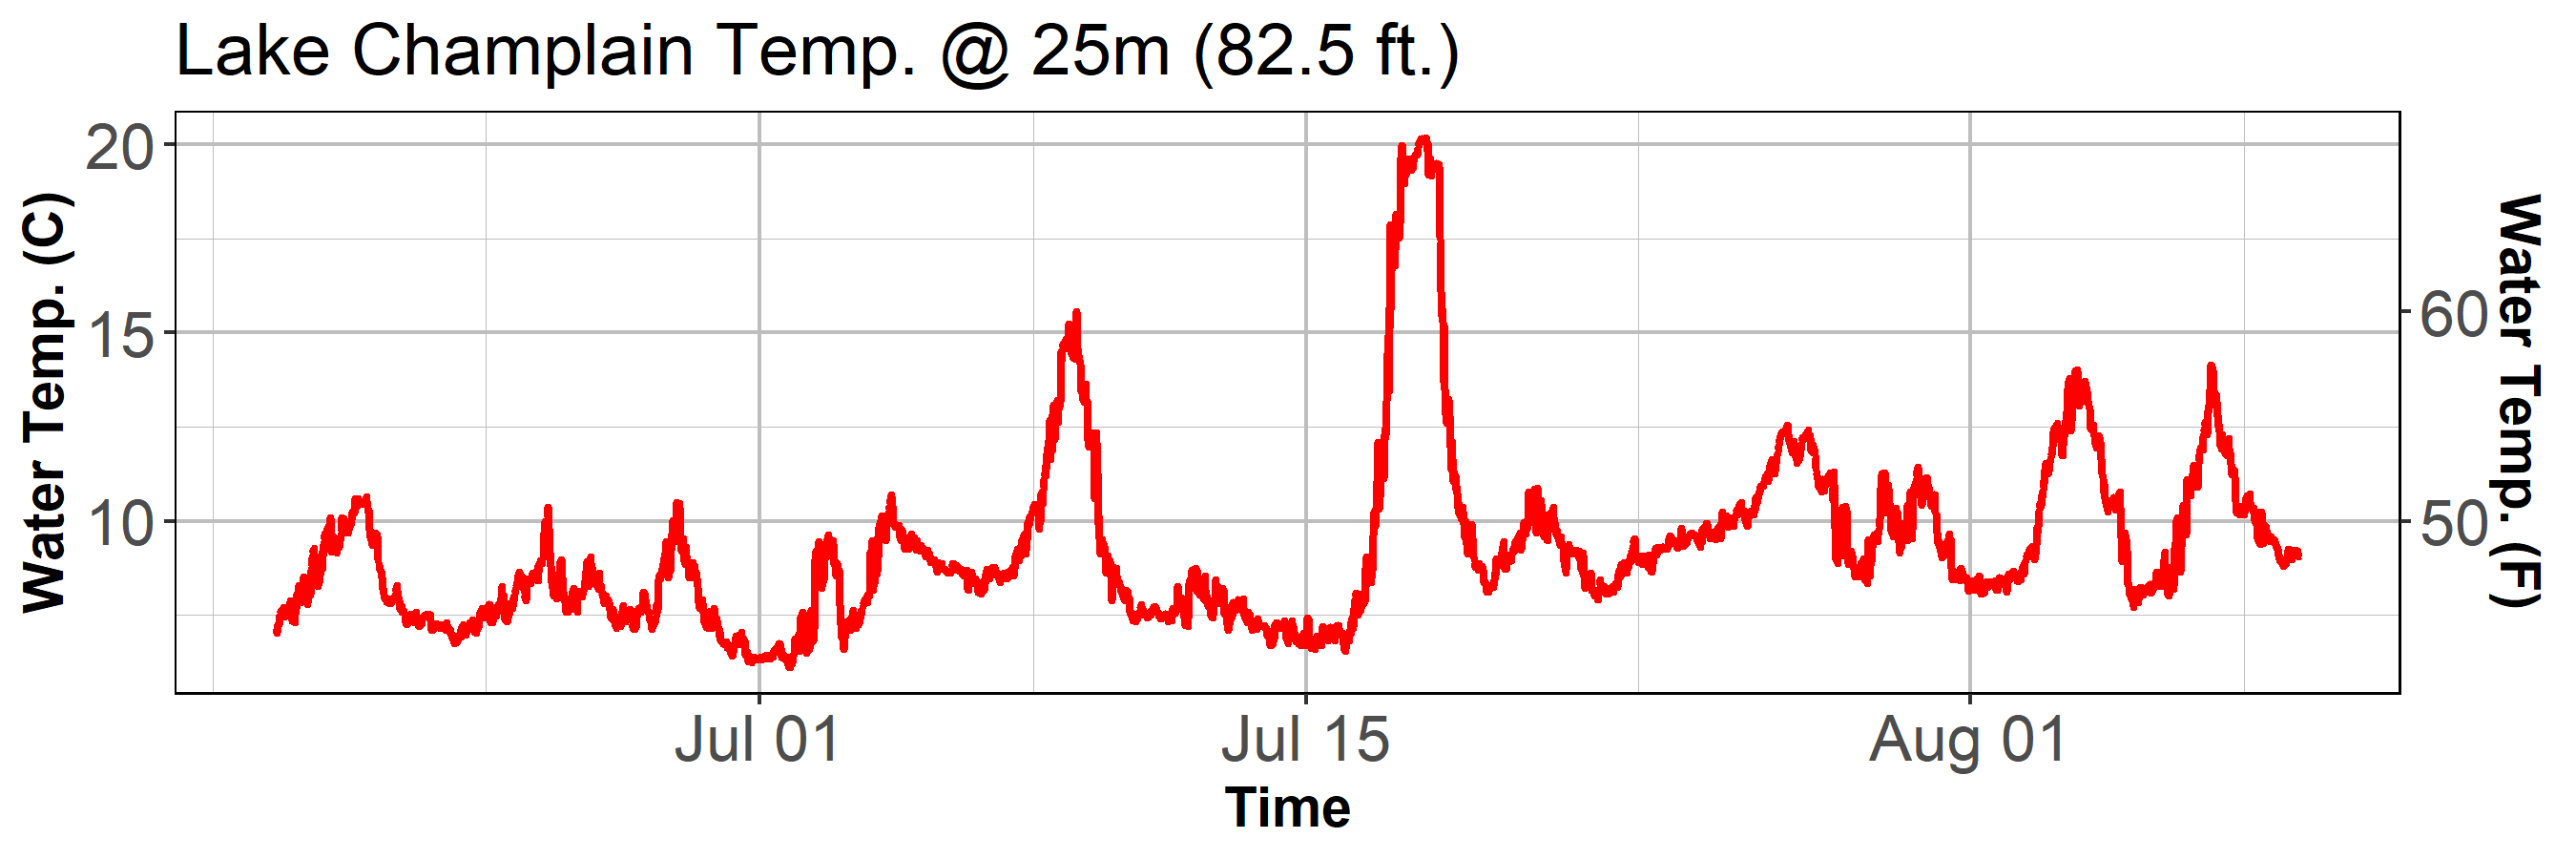 Lake Champlain Temp. @ 25m (82.5 ft.)
Water Temp. (C)
20
15
10
60
50
Water Temp. (F)
Jul 01
Jul 15
Aug 01
Time